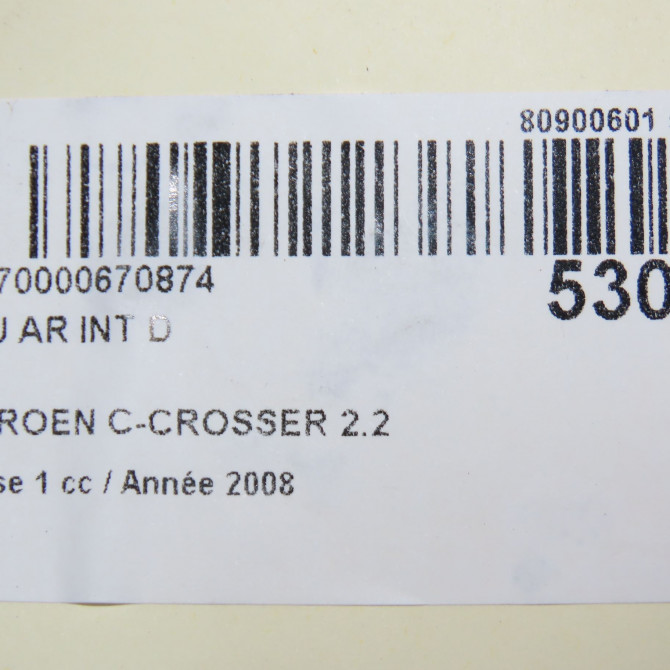 80900601
70000670874
530
U AR INT D
ROEN C-CROSSER 2.2
se 1 cc / Année 2008